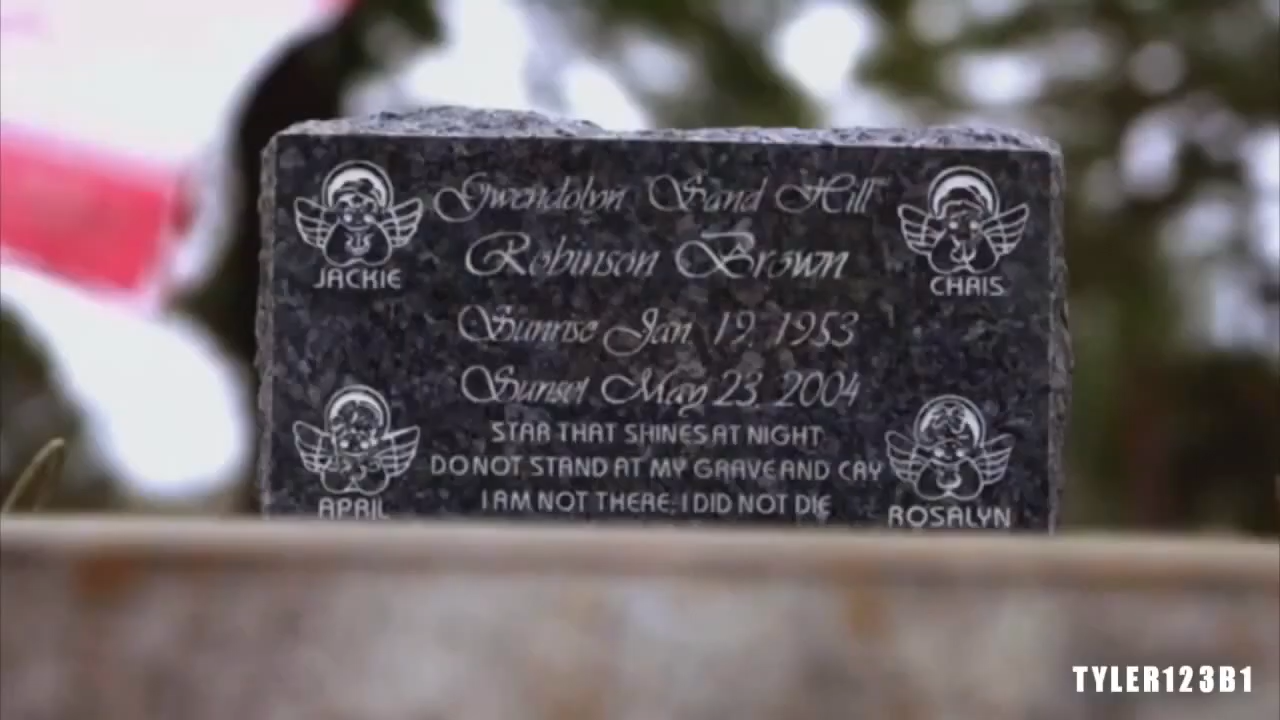 Gwendolyn Sand Hill
Robinson Brown
JACKIE
CHRIS
Sunrise Jan. 19, 1953
Sunset May 23, 2004
STAR THAT SHINES AT NIGHT
DO NOT STAND AT MY GRAVE AND CRY
I AM NOT THERE; I DID NOT DIE
APRIL
ROSALYN
TYLER123B1